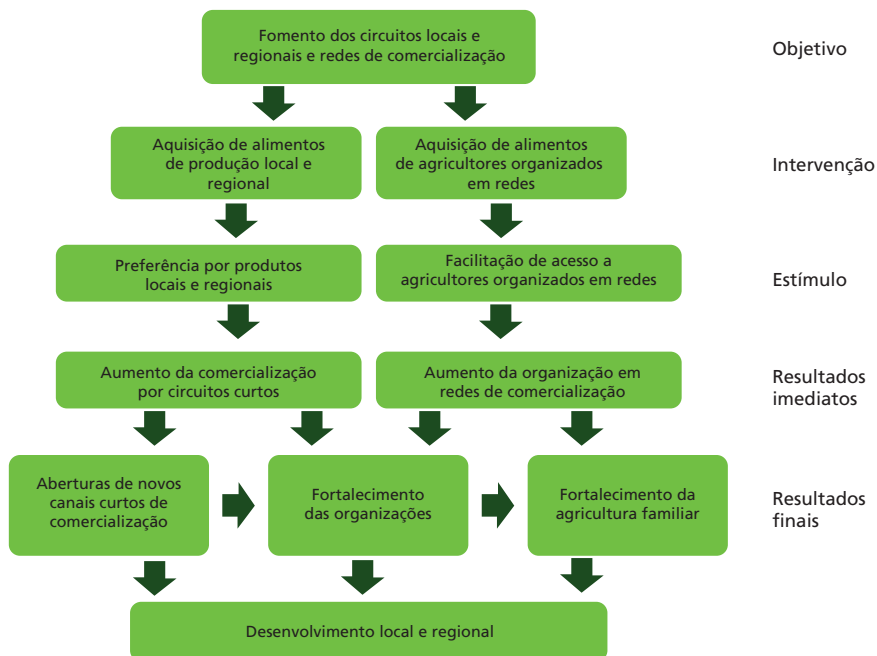 Fomento dos circuitos locais e
regionais e redes de comercialização
Objetivo
Aquisição de alimentos
de produção local e
regional
Aquisição de alimentos
de agricultores organizados
em redes
Intervenção
Preferência por produtos
locais e regionais
Facilitação de acesso a
agricultores organizados em redes
Estímulo
Aumento da comercialização
por circuitos curtos
Aumento da organização em
redes de comercialização
Resultados
imediatos
Aberturas de novos
canais curtos de
comercialização
Fortalecimento
das organizações
Fortalecimento da
agricultura familiar
Resultados
finais
Desenvolvimento local e regional